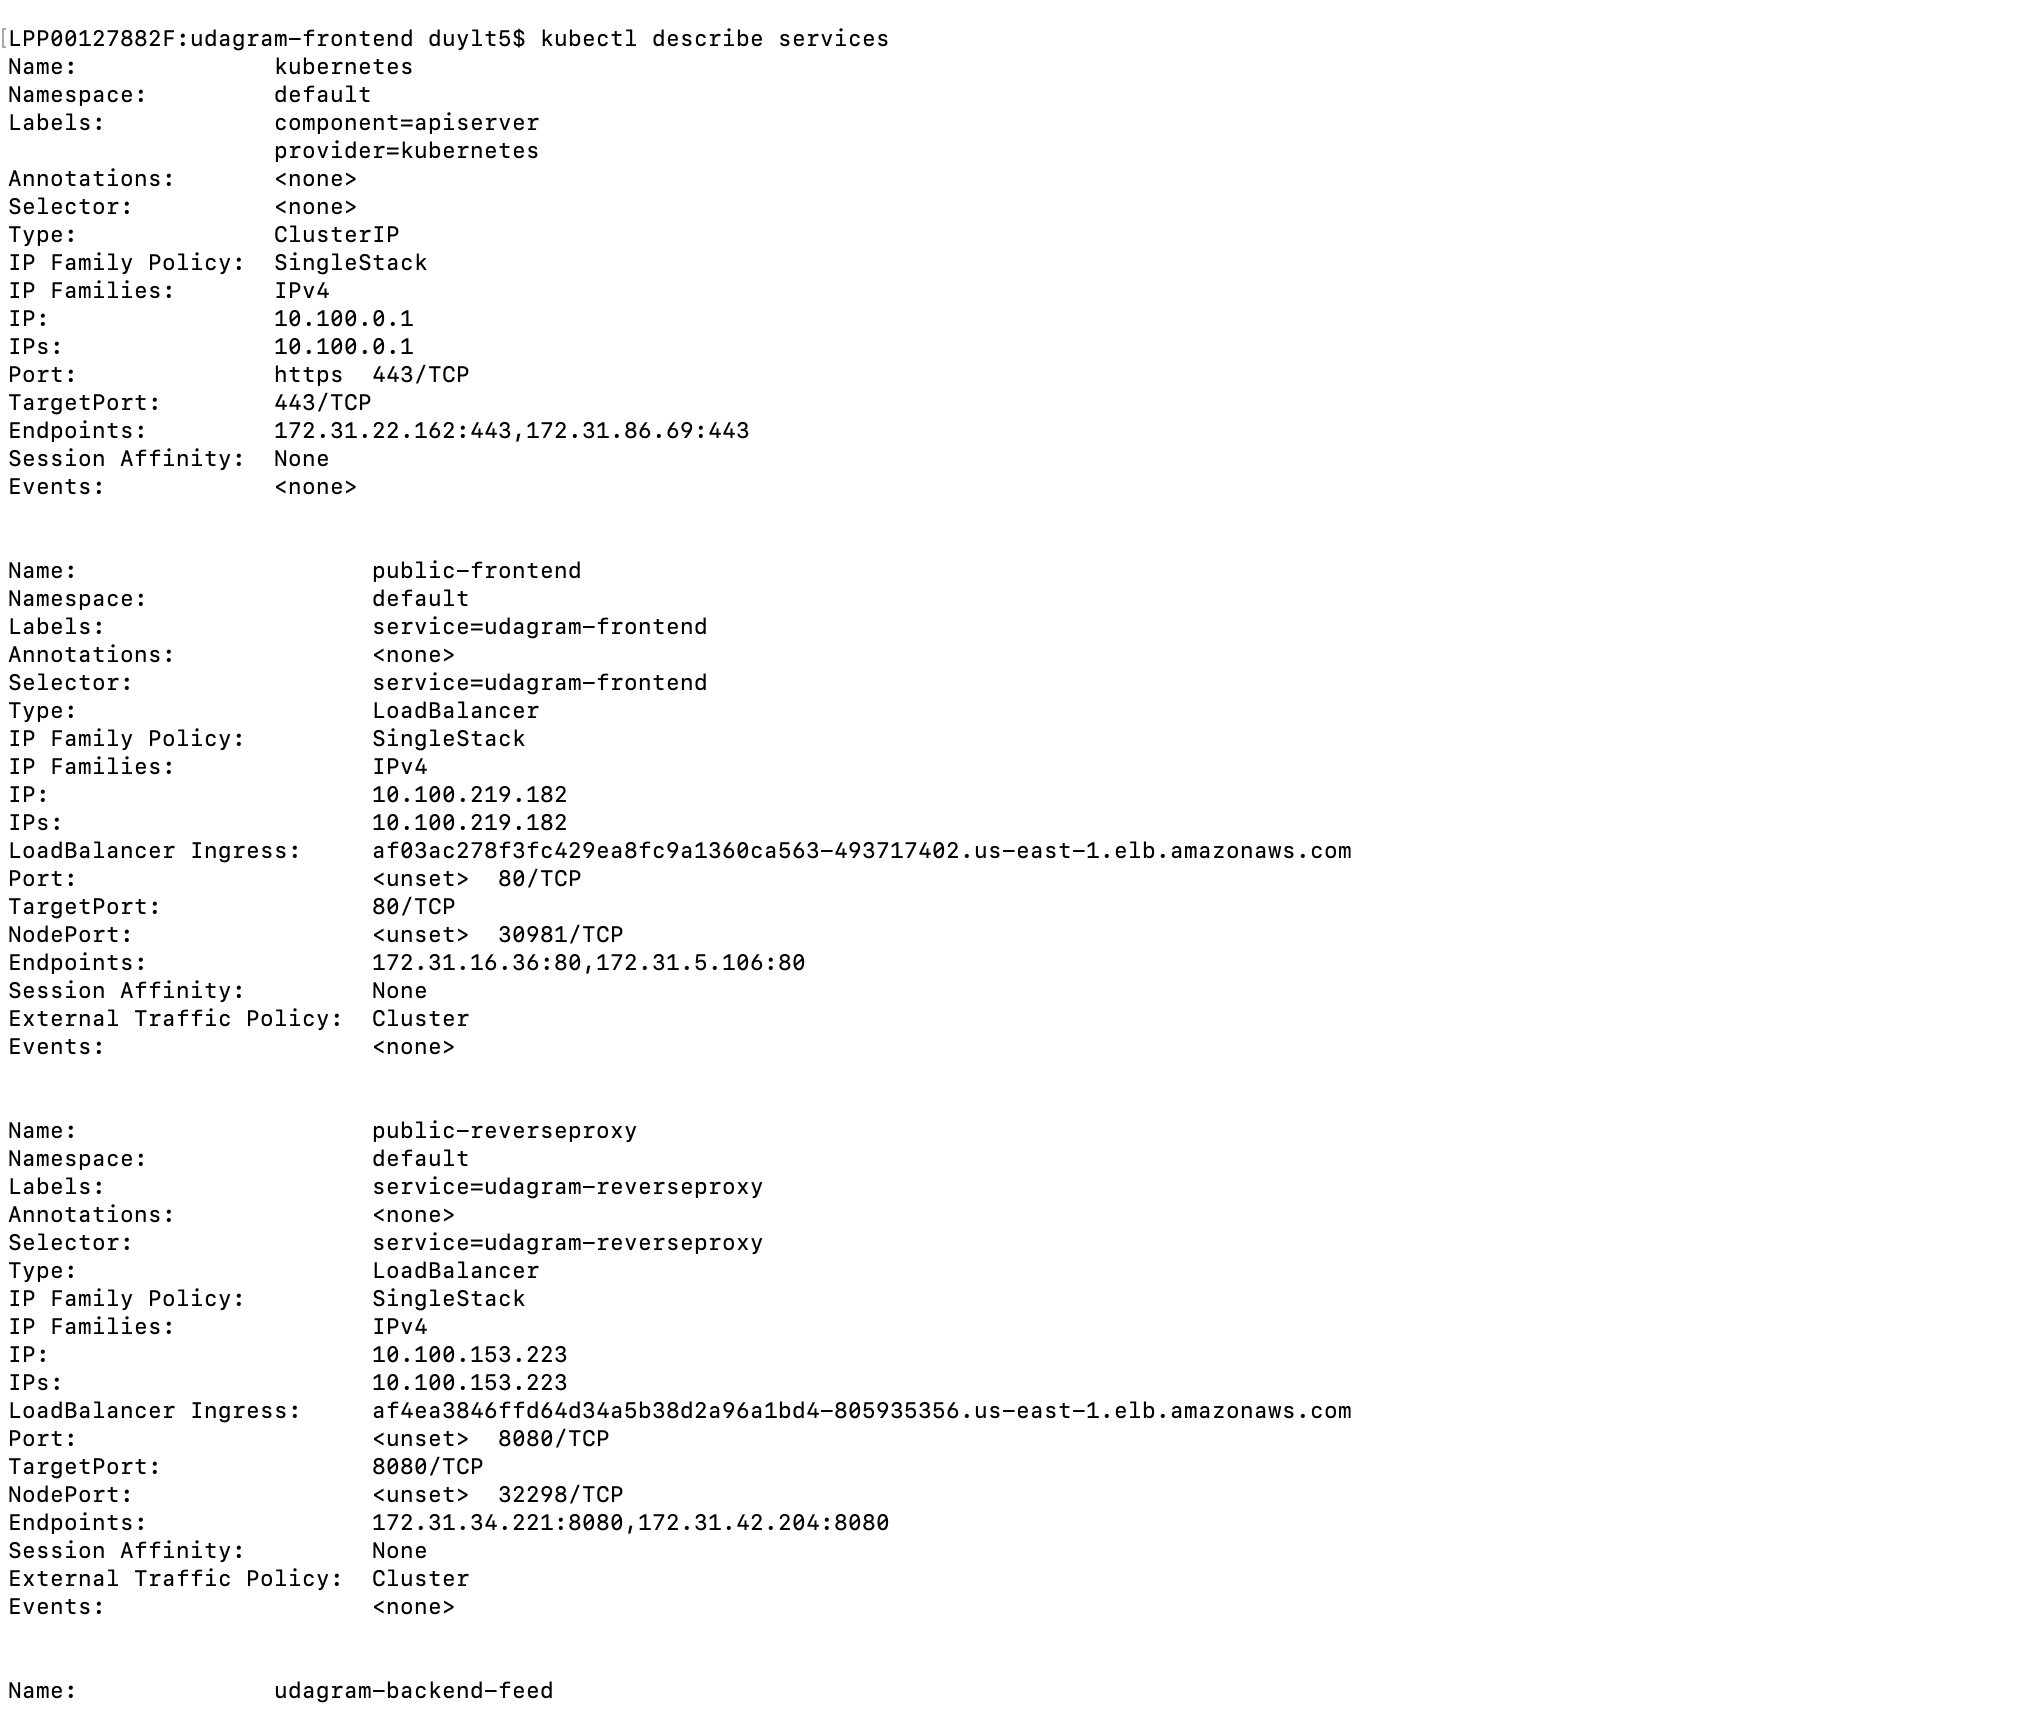 [LPP00127882F:udagram-frontend duylt5$ kubectl describe services
Name:              kubernetes
Namespace:         default
Labels:            component=apiserver
                   provider=kubernetes
Annotations:       <none>
Selector:          <none>
Type:              ClusterIP
IP Family Policy:  SingleStack
IP Families:       IPv4
IP:                10.100.0.1
IPs:               10.100.0.1
Port:              https  443/TCP
TargetPort:        443/TCP
Endpoints:         172.31.22.162:443,172.31.86.69:443
Session Affinity:  None
Events:            <none>
Name:                     public-frontend
Namespace:                default
Labels:                   service=udagram-frontend
Annotations:              <none>
Selector:                 service=udagram-frontend
Type:                     LoadBalancer
IP Family Policy:         SingleStack
IP Families:              IPv4
IP:                       10.100.219.182
IPs:                      10.100.219.182
LoadBalancer Ingress:     af03ac278f3fc429ea8fc9a1360ca563-493717402.us-east-1.elb.amazonaws.com
Port:                     <unset>  80/TCP
TargetPort:               80/TCP
NodePort:                 <unset>  30981/TCP
Endpoints:                172.31.16.36:80,172.31.5.106:80
Session Affinity:         None
External Traffic Policy:  Cluster
Events:                   <none>
Name:                     public-reverseproxy
Namespace:                default
Labels:                   service=udagram-reverseproxy
Annotations:              <none>
Selector:                 service=udagram-reverseproxy
Type:                     LoadBalancer
IP Family Policy:         SingleStack
IP Families:              IPv4
IP:                       10.100.153.223
IPs:                      10.100.153.223
LoadBalancer Ingress:     af4ea3846ffd64d34a5b38d2a96a1bd4-805935356.us-east-1.elb.amazonaws.com
Port:                     <unset>  8080/TCP
TargetPort:               8080/TCP
NodePort:                 <unset>  32298/TCP
Endpoints:                172.31.34.221:8080,172.31.42.204:8080
Session Affinity:         None
External Traffic Policy:  Cluster
Events:                   <none>
Name:              udagram-backend-feed